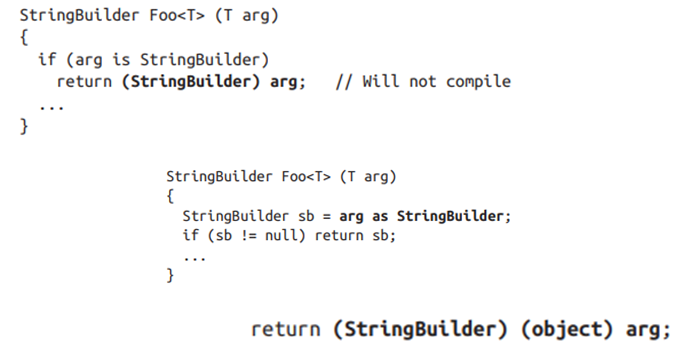 StringBuilder Foo<T> (T arg)
{
if (arg is StringBuilder)
return (StringBuilder) arg; // Will not compile
...
}
StringBuilder Foo<T> (T arg)
{
StringBuilder sb = arg as StringBuilder;
if (sb != null) return sb;
...
}
return (StringBuilder) (object) arg;